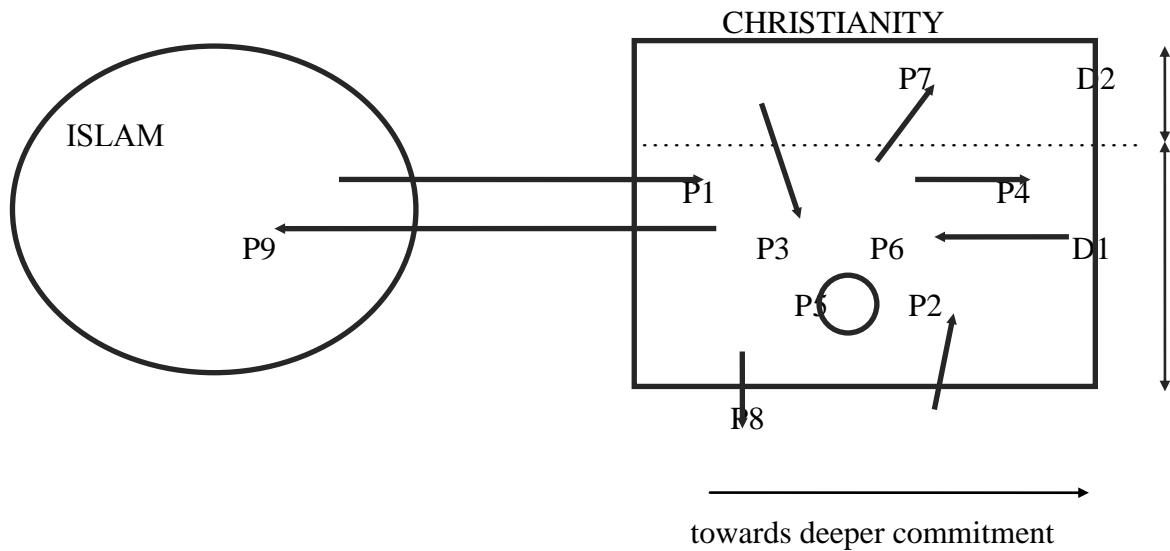 CHRISTIANITY
P7 D2
ISLAM
P1 P4
P9 P3 P6 D1
P5 P2
P8
towards deeper commitment